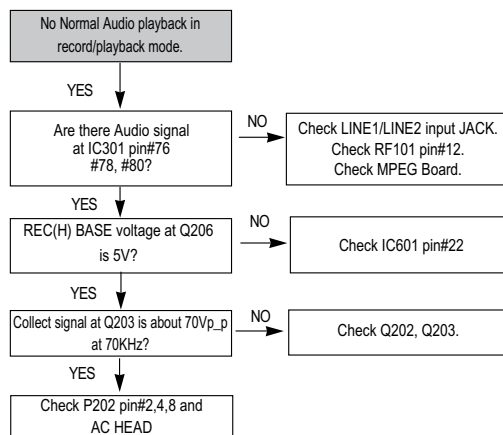 No Normal Audio playback in
record/playback mode.
YES
Are there Audio signal
at IC301 pin#76
#78, #80?
NO
Check LINE1/LINE2 input JACK.
Check RF101 pin#12.
Check MPEG Board.
YES
REC(H) BASE voltage at Q206
is 5V?
NO
Check IC601 pin#22
YES
Collect signal at Q203 is about 70Vp_p
at 70KHz?
NO
Check Q202, Q203.
YES
Check P202 pin#2,4,8 and
AC HEAD